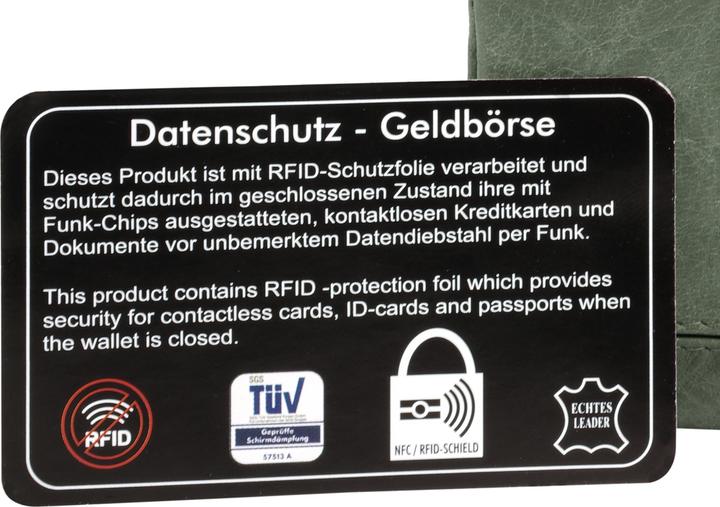 Datenschutz - Geldbörse
Dieses Produkt ist mit RFID-Schutzfolie verarbeitet und
schutzt dadurch im geschlossenen Zustand ihre mit
Funk-Chips ausgestatteten, kontaktlosen Kreditkarten und
Dokumente vor unbemerktem Datendiebstahl per Funk.
This product contains RFID -protection foil which provides
security for contactless cards, ID-cards and passports when
the wallet is closed.
RFID
SGS
TÜV
Geprüfte
Schirmdämpfung
57513 A
NFC / RFID-SHIELD
ECHTES
LEADER